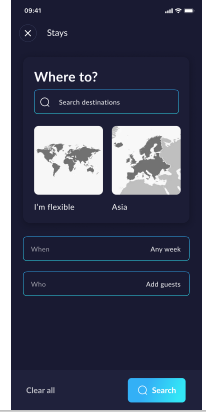 09:41
Stays
Where to?
Search destinations
I'm flexible
Asia
When
Any week
Who
Add guests
Clear all
Search